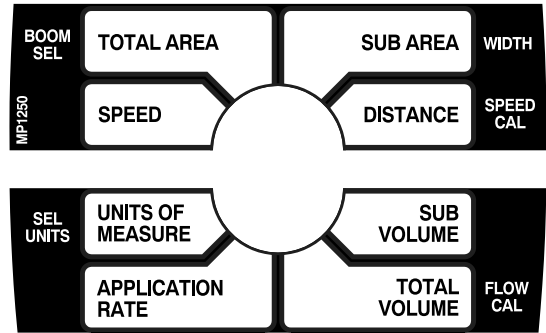 BOOM
SEL
TOTAL AREA
SUB AREA
WIDTH
MP1250
SPEED
DISTANCE
SPEED
CAL
SEL
UNITS
UNITS OF
MEASURE
SUB
VOLUME
APPLICATION
RATE
TOTAL
VOLUME
FLOW
CAL